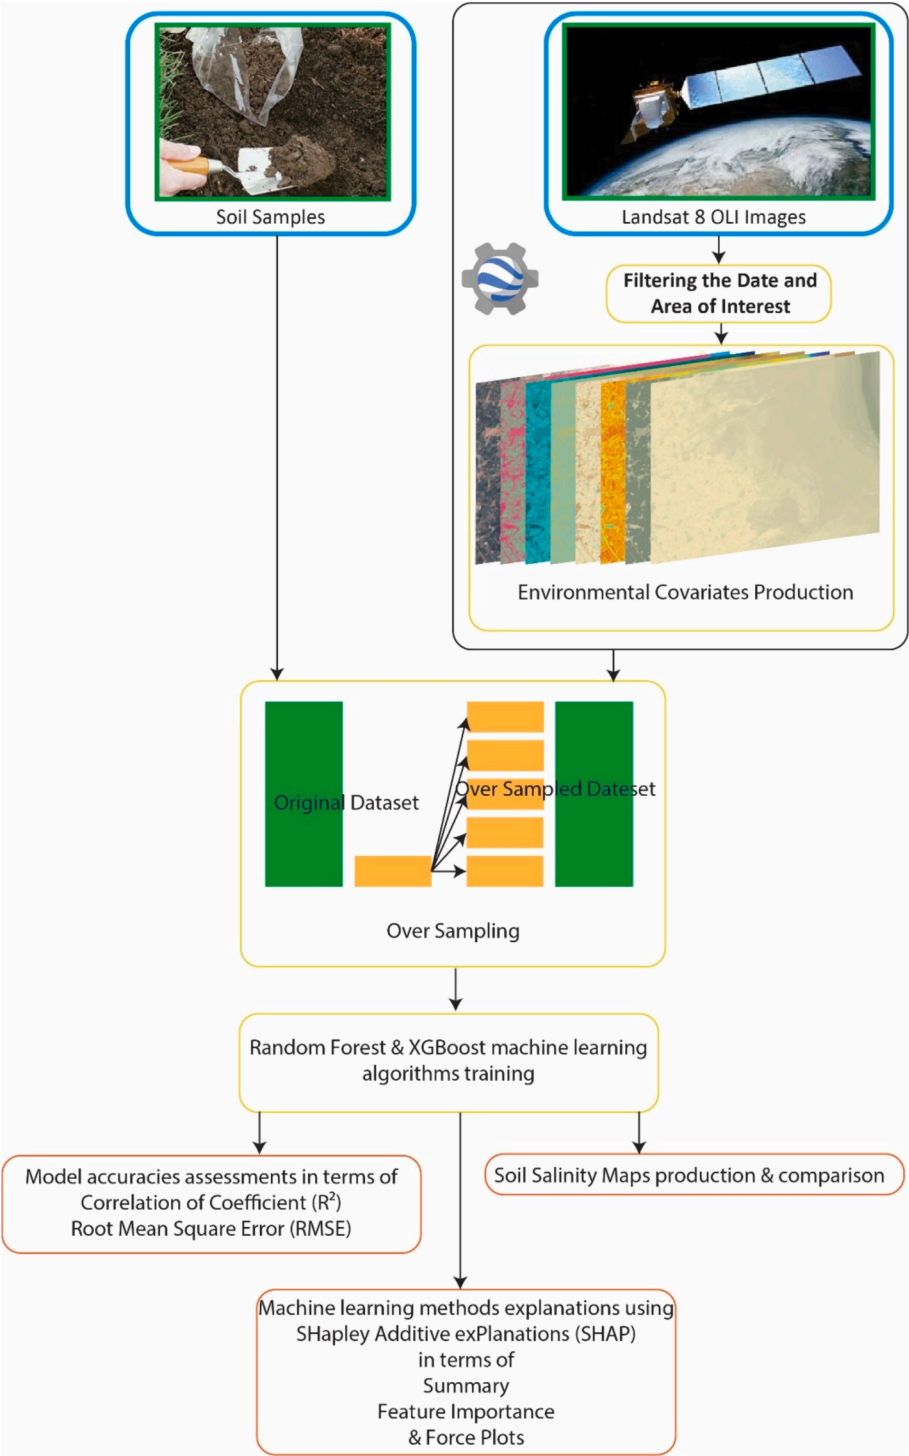 Soil Samples
Landsat 8 OLI Images
Filtering the Date and
Area of Interest
Environmental Covariates Production
Original Dataset
Over Sampled Dateset
Over Sampling
Random Forest & XGBoost machine learning
algorithms training
Model accuracies assessments in terms of
Correlation of Coefficient (R²)
Root Mean Square Error (RMSE)
Soil Salinity Maps production & comparison
Machine learning methods explanations using
SHapley Additive exPlanations (SHAP)
in terms of
Summary
Feature Importance
& Force Plots